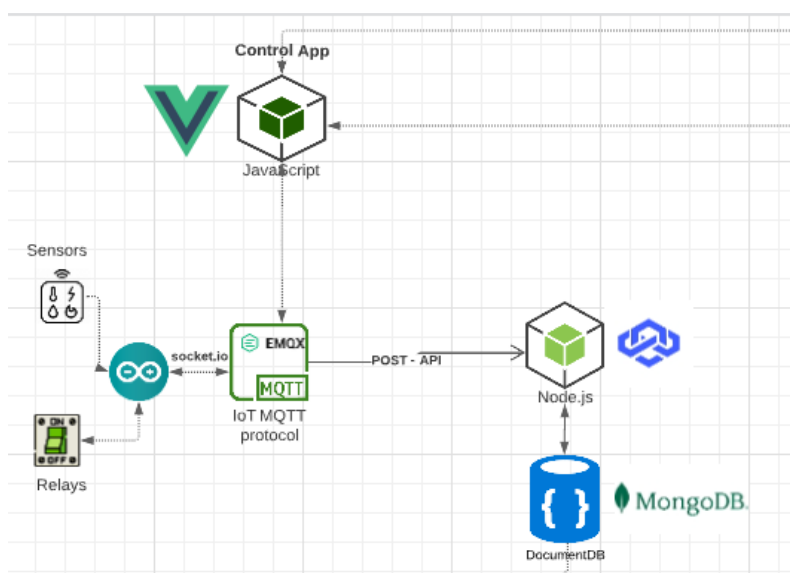 Control App
JavaScript
Sensors
socket.io
EMQX
MQTT
IoT MQTT
protocol
POST - API
Node.js
ON
OFF
Relays
MongoDB.
DocumentDB